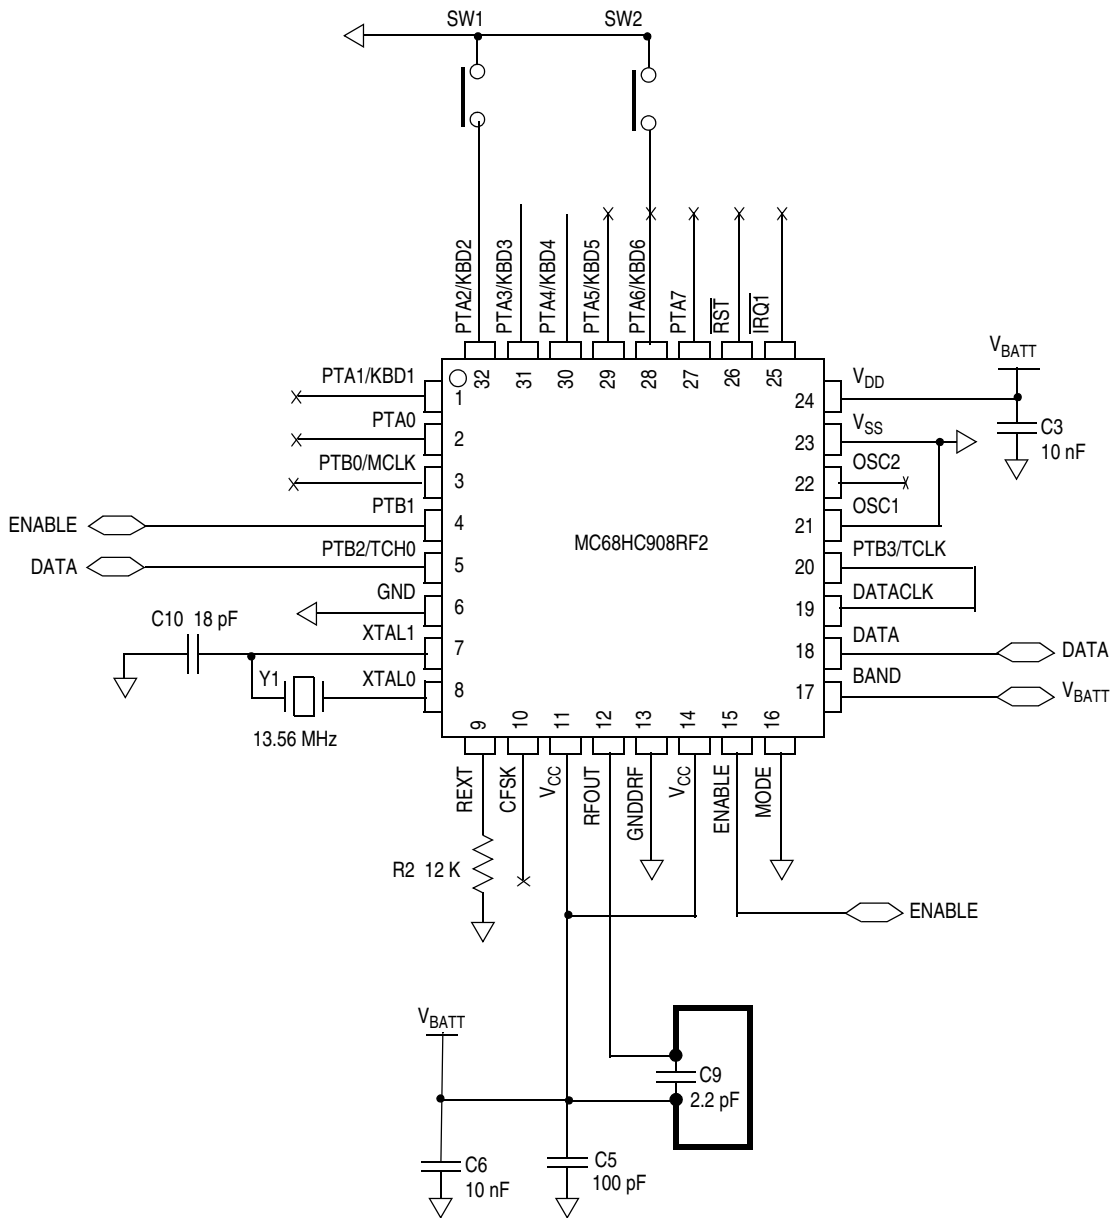 SW1
SW2
PTA2/KBD2
PTA3/KBD3
PTA4/KBD4
PTA5/KBD5
PTA6/KBD6
PTA7
RST
IRQ1
32
31
30
29
28
27
26
25
PTA1/KBD1
1
PTA0
2
PTB0/MCLK
3
ENABLE
PTB1
4
DATA
PTB2/TCH0
5
GND
6
C10 18 pF
XTAL1
7
Y1
XTAL0
8
13.56 MHz
MC68HC908RF2
VBATT
24
VDD
C3
10 nF
23
VSS
22
OSC2
21
OSC1
20
PTB3/TCLK
19
DATACLK
18
DATA
DATA
17
BAND
VBATT
9
10
11
12
13
14
15
16
REXT
CFSK
VCC
RFOUT
GNDDRF
VCC
ENABLE
MODE
R2 12 K
ENABLE
VBATT
C9
2.2 pF
C6
10 nF
C5
100 pF